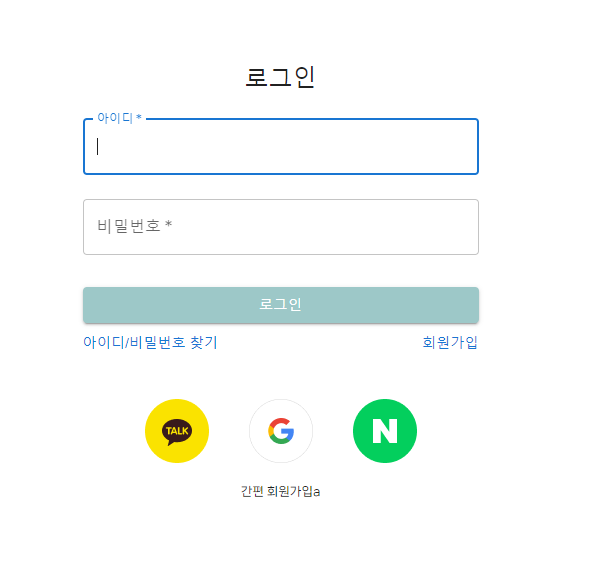 로그인
아이디 *
비밀번호 *
로그인
아이디/비밀번호 찾기 회원가입
TALK G N
간편 회원가입a